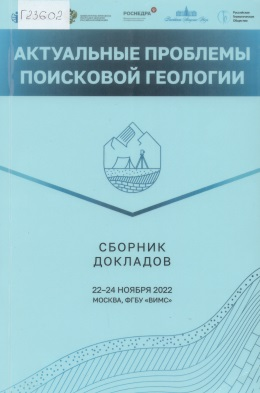 Г23602
РОСНЕДРА
АКТУАЛЬНЫЕ ПРОБЛЕМЫ
ПОИСКОВОЙ ГЕОЛОГИИ
СБОРНИК
ДОКЛАДОВ
22–24 НОЯБРЯ 2022
МОСКВА, ФГБУ «ВИМС»